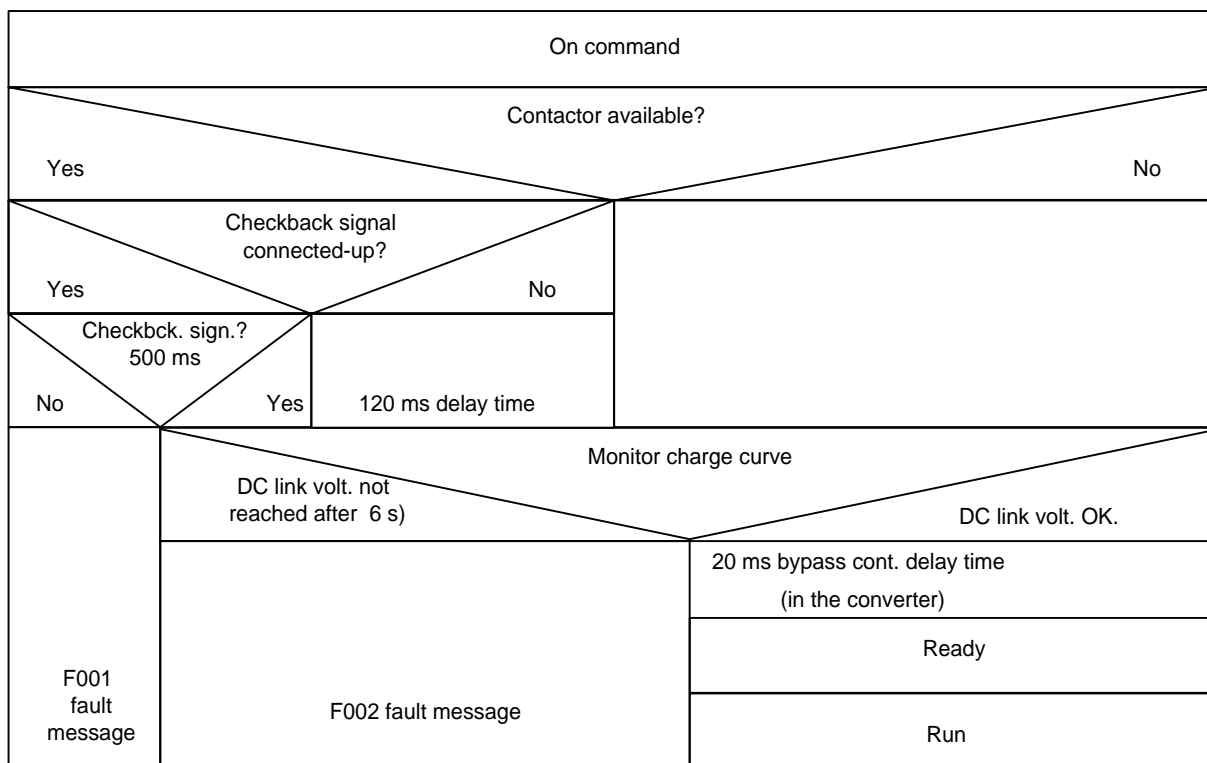 On command
Contactor available?
Yes
No
Checkback signal
connected-up?
Yes
No
Checkbck. sign.?
500 ms
No
Yes
120 ms delay time
Monitor charge curve
DC link volt. not
reached after 6 s)
DC link volt. OK.
20 ms bypass cont. delay time
(in the converter)
Ready
F001
fault
message
F002 fault message
Run